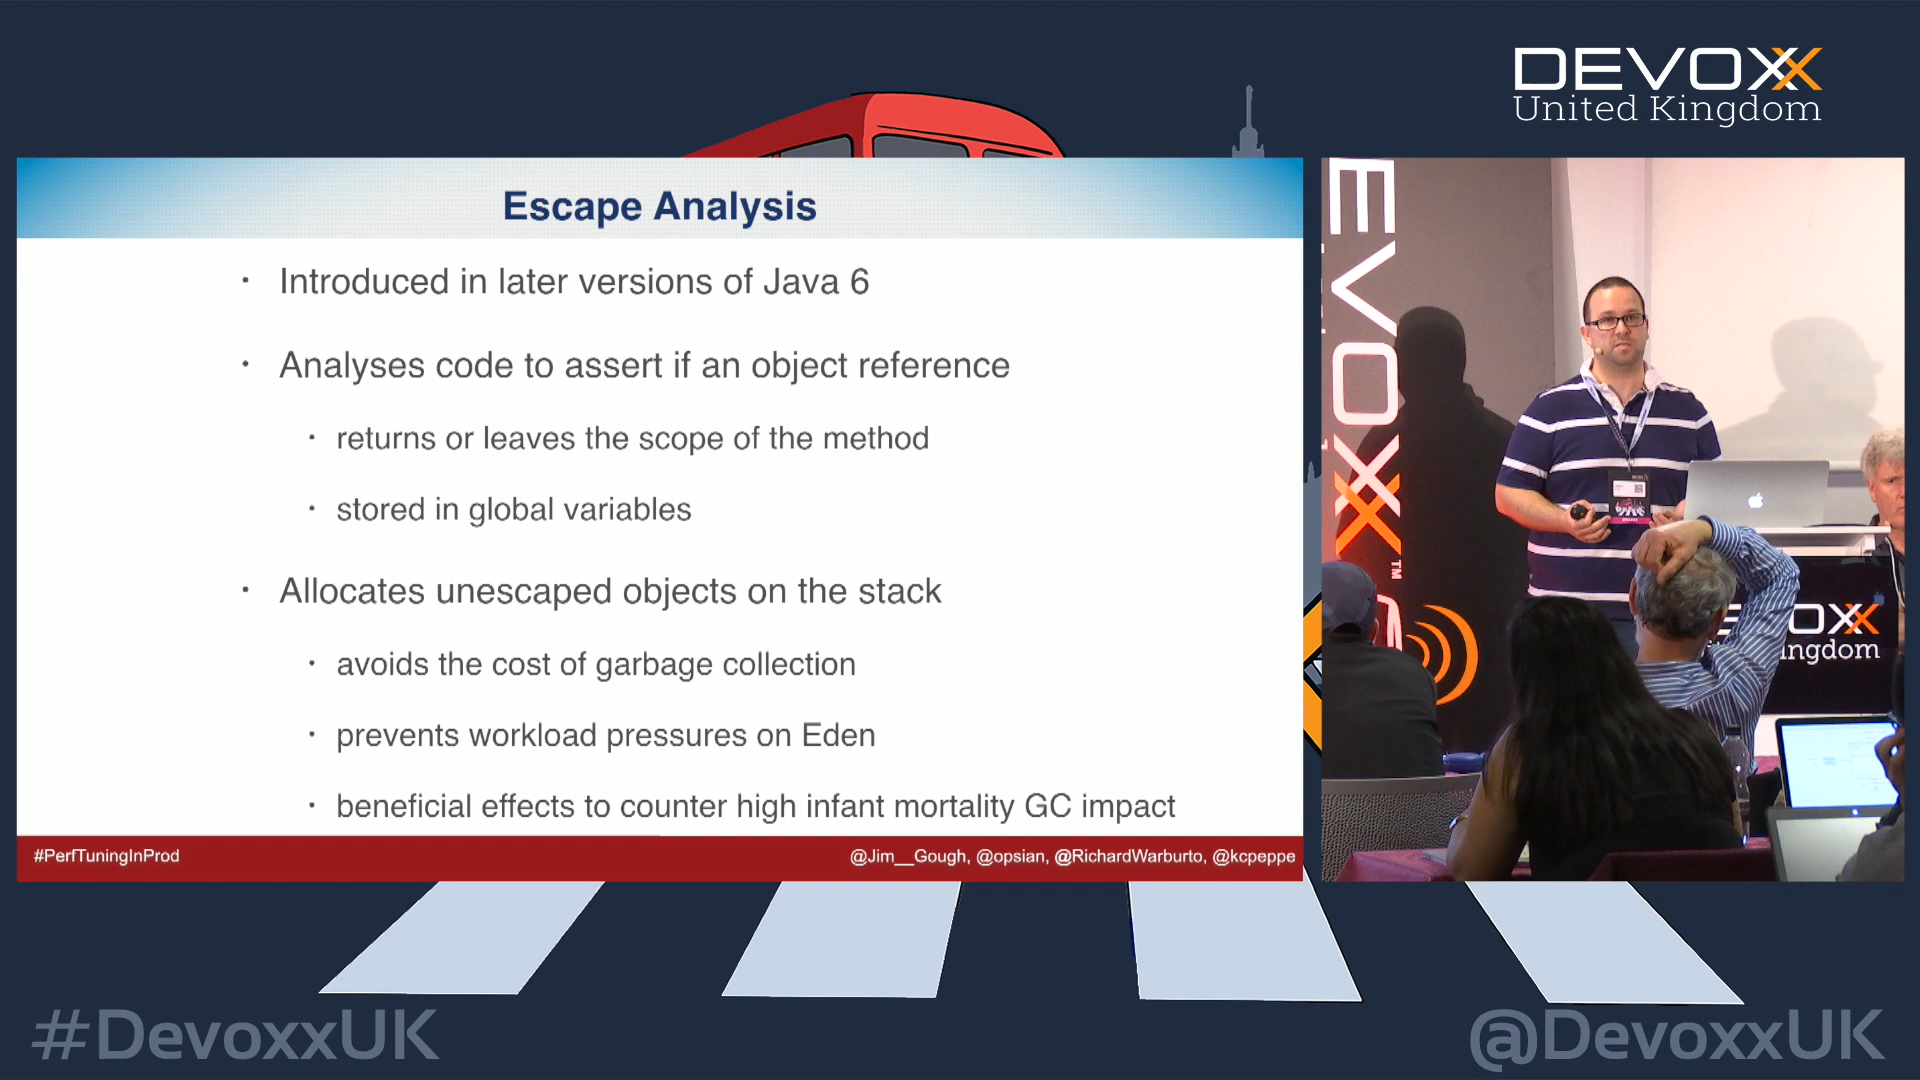 DEVOXX
United Kingdom
Escape Analysis
· Introduced in later versions of Java 6
· Analyses code to assert if an object reference
· returns or leaves the scope of the method
· stored in global variables
· Allocates unescaped objects on the stack
· avoids the cost of garbage collection
· prevents workload pressures on Eden
· beneficial effects to counter high infant mortality GC impact
#PerfTuningInProd
@Jim__Gough, @opsian, @RichardWarburto, @kcpeppe
EVOXX™
OXX
ngdom
#DevoxxUK
@DevoxxUK